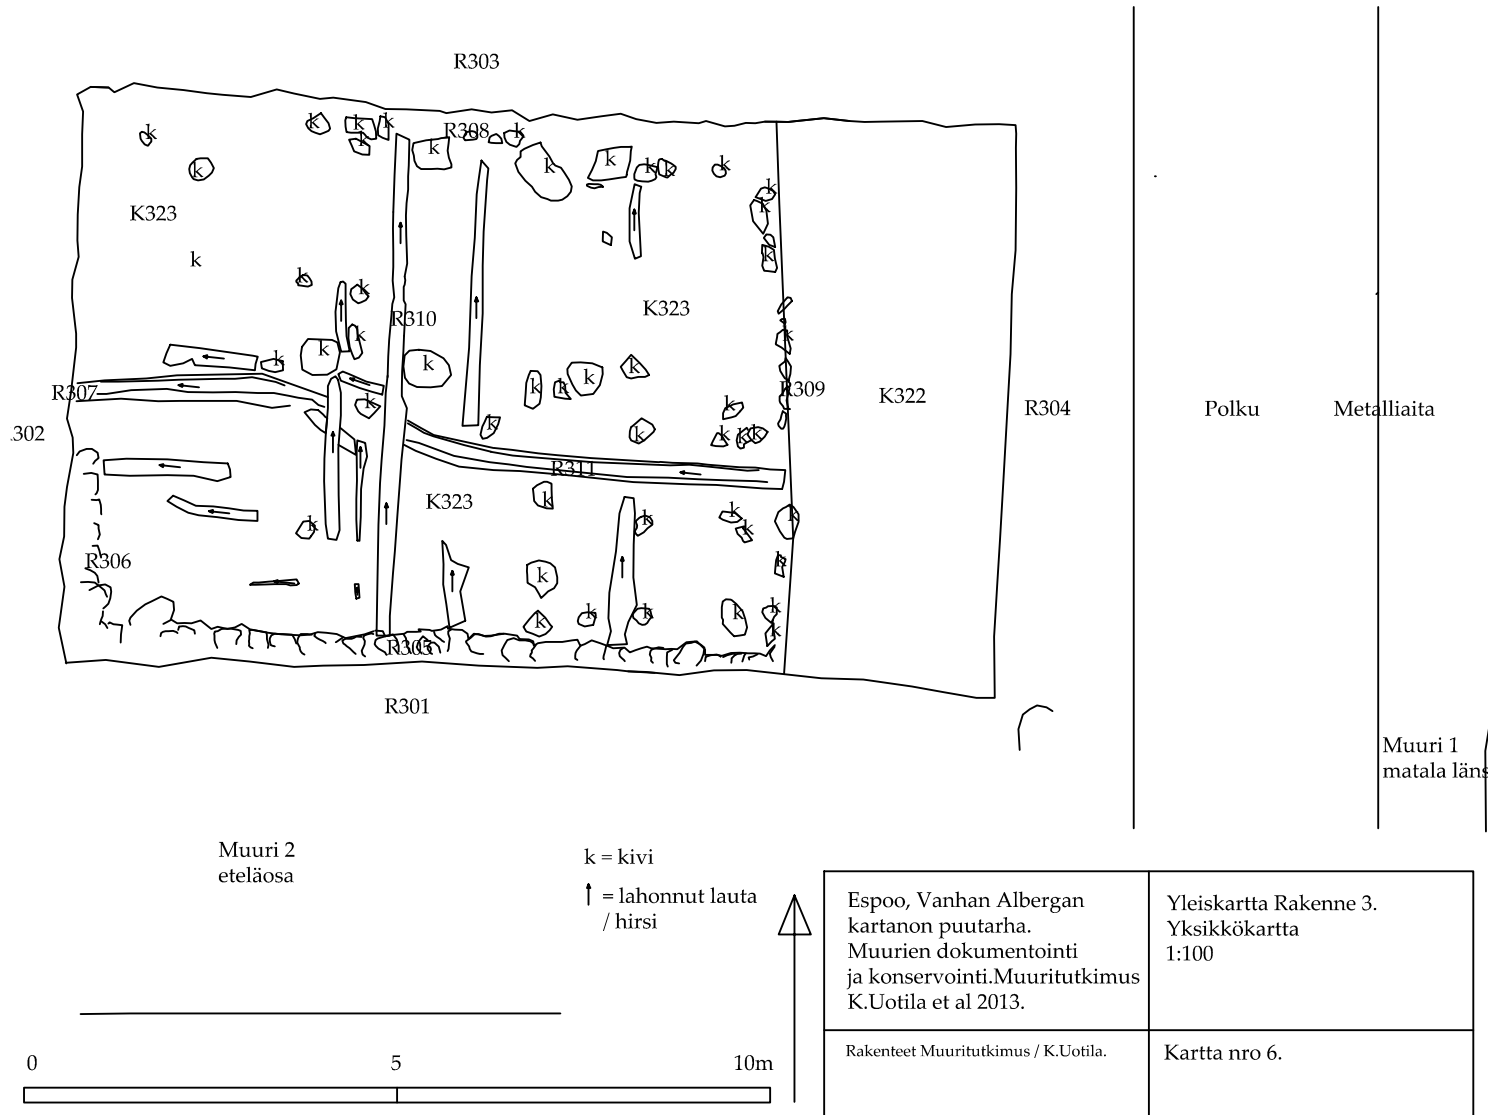 R303
k
k
k
k
k
R308
k
k
k
k
k
k
k
k
k
K323
k
k
k
k
k
k
R310
K323
k
k
k
k
k
k
k
k
k
k
R307
k
R309
K322
R304
Polku
Metalliaita
k
k
k
k
k
k
.302
R311
k
K323
k
k
k
k
k
R306
k
k
k
k
k
k
k
k
R305
R301
Muuri 1
matala läns
Muuri 2
eteläosa
k = kivi
= lahonnut lauta
/ hirsi
Espoo, Vanhan Albergan
kartanon puutarha.
Muurien dokumentointi
ja konservointi.Muuritutkimus
K.Uotila et al 2013.
Yleiskartta Rakenne 3.
Yksikkökartta
1:100
Rakenteet Muuritutkimus / K.Uotila.
Kartta nro 6.
0
5
10m